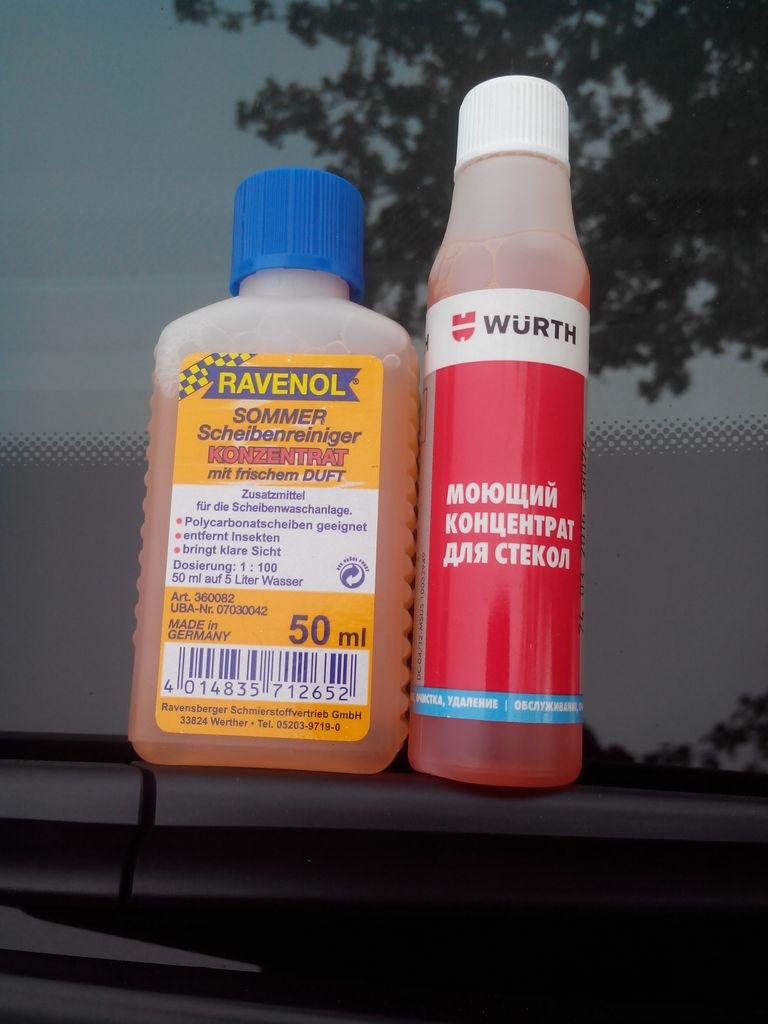 RAVENOL®
SOMMER
Scheibenreiniger
KONZENTRAT
mit frischem DUFT
Zusatzmittel
für die Scheibenwaschanlage.
• Polycarbonatscheiben geeignet
• entfernt Insekten
• bringt klare Sicht
Dosierung: 1 : 100
50 ml auf 5 Liter Wasser
Art. 360082
UBA-Nr. 07030042
MADE in
GERMANY
50 ml
4 014835 712652
Ravensberger Schmierstoffvertrieb GmbH
33824 Werther • Tel. 05203-9719-0
WÜRTH
МОЮЩИЙ
КОНЦЕНТРАТ
ДЛЯ СТЕКОЛ
ОЧИСТКА, УДАЛЕНИЕ | ОБСЛУЖИВАНИЕ,